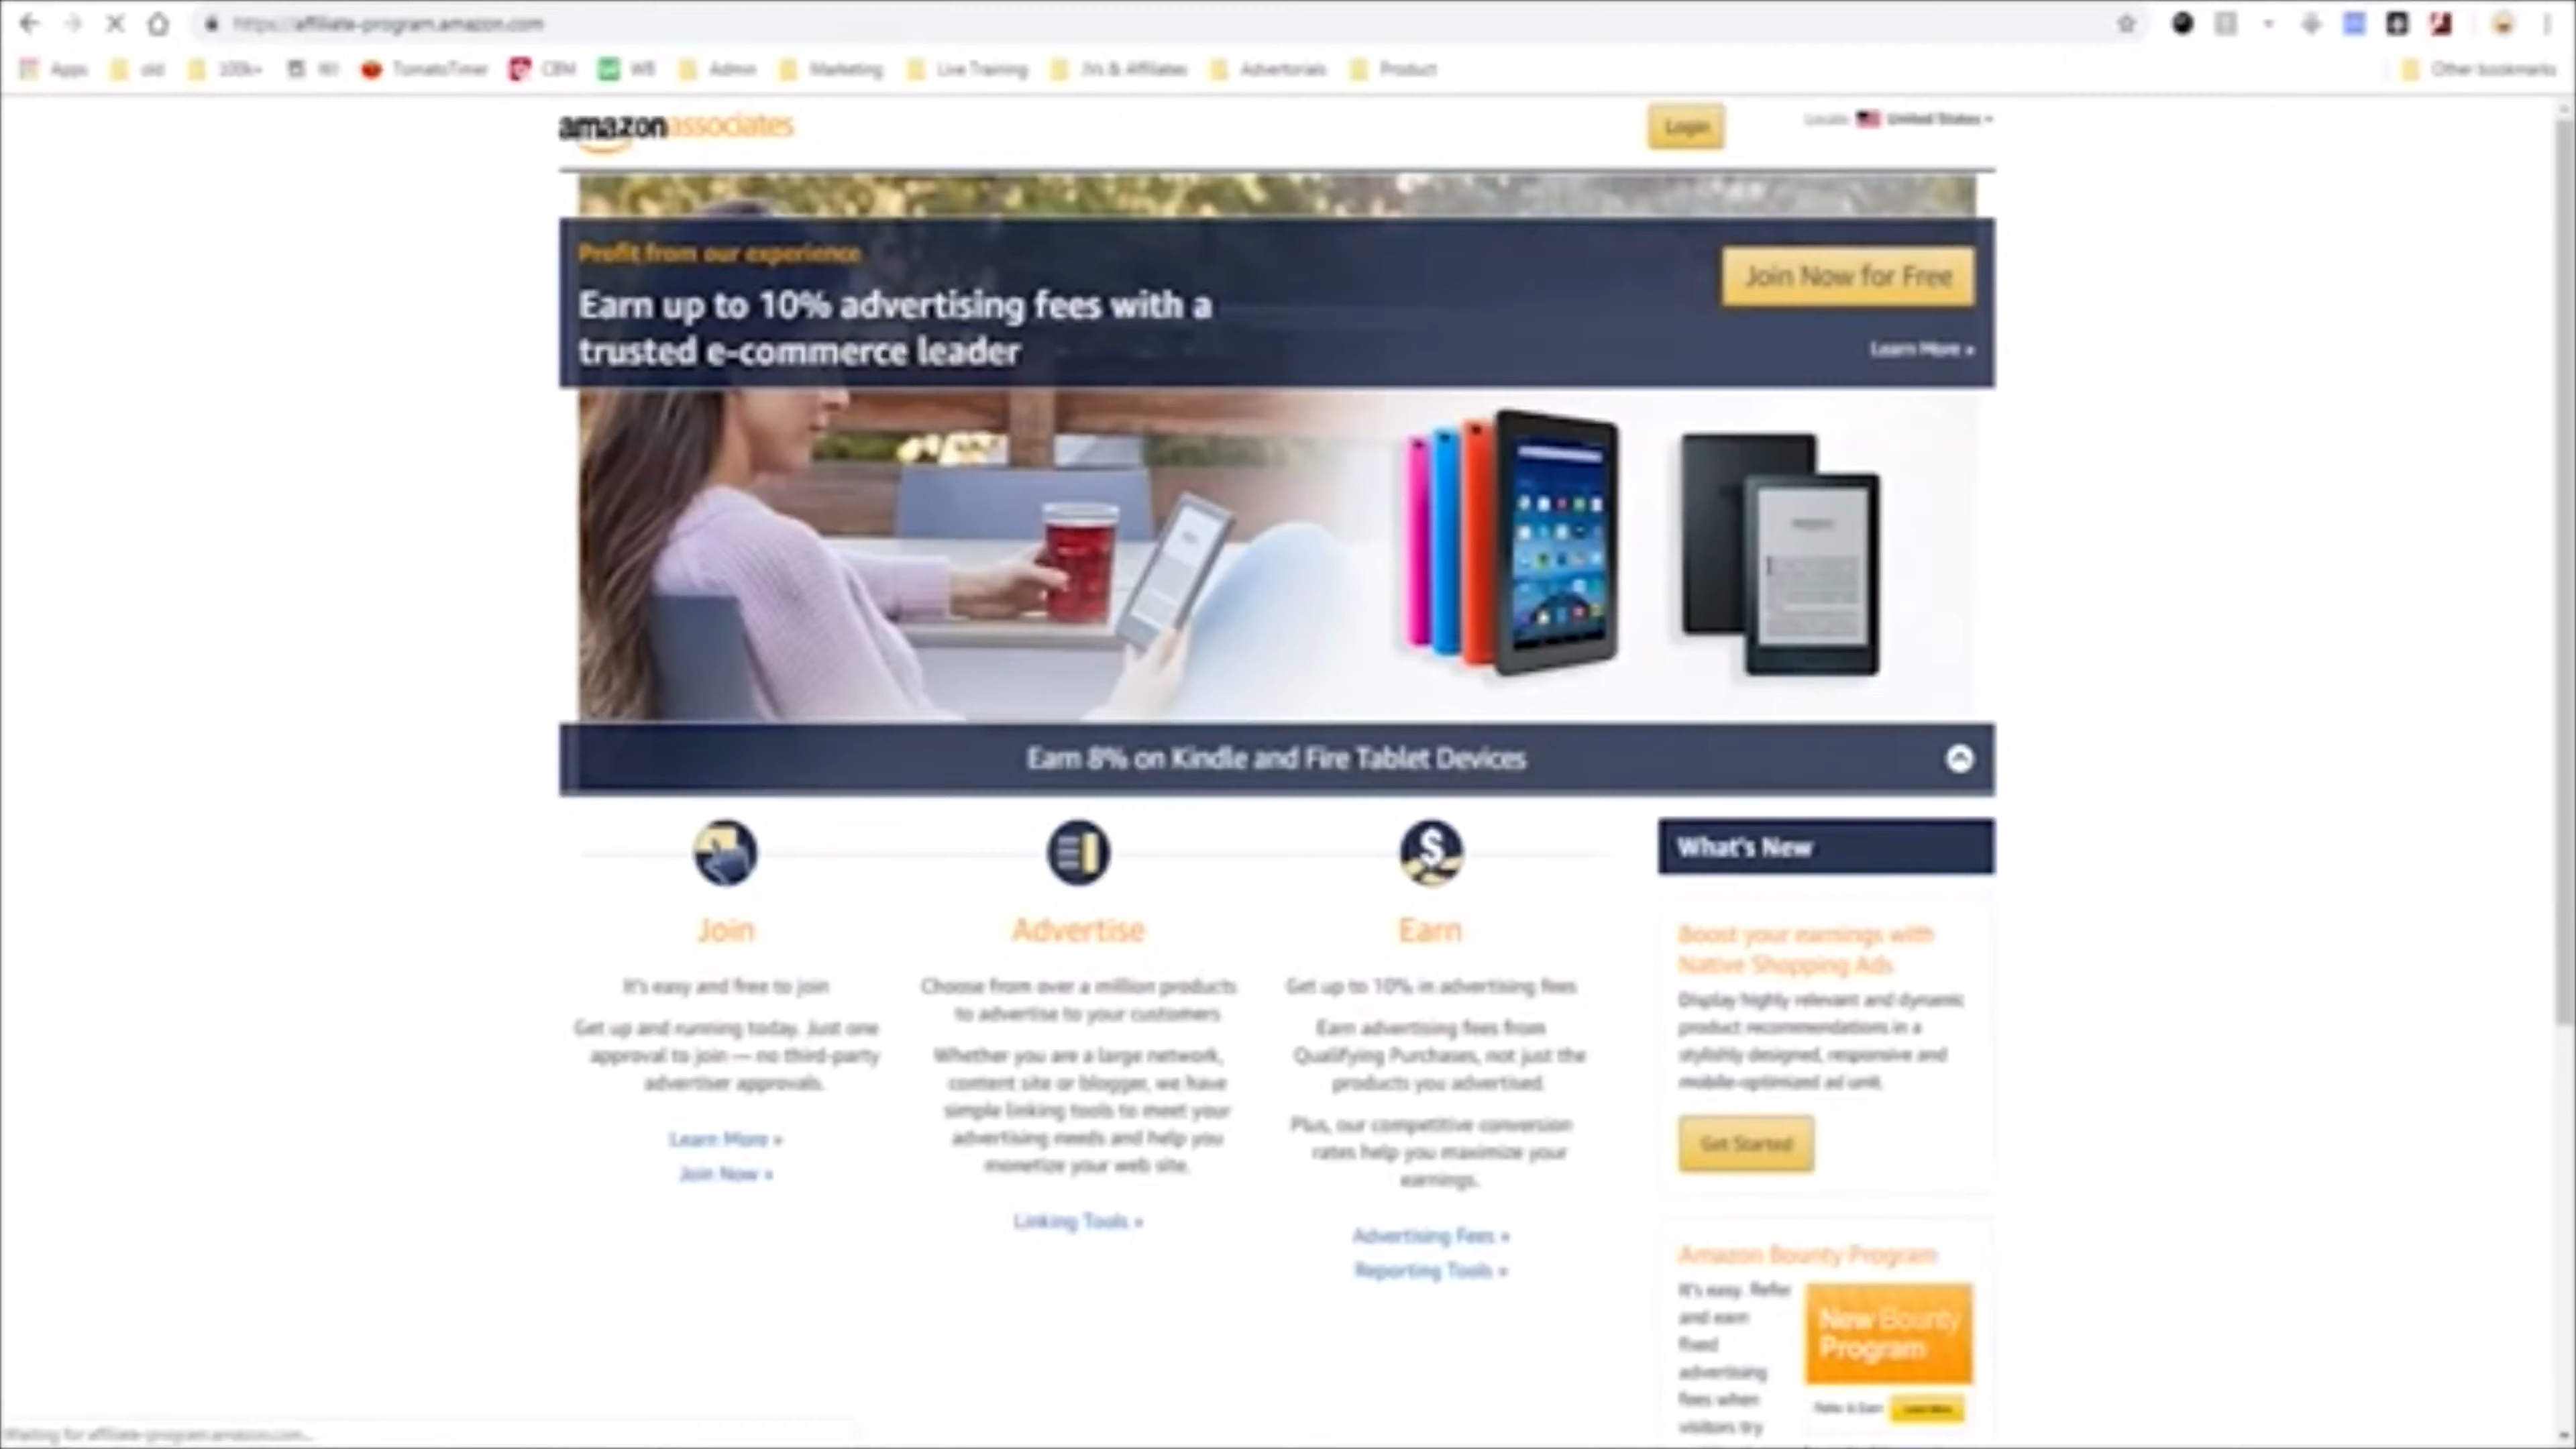 https://affiliate-program.amazon.com
Apps old 100k+ TomatoTimer CBM WB Admin Marketing Live Training JVs & Affiliates Advertorials Product Other bookmarks
amazonassociates
Login
Locale: United States
Profit from our experience
Earn up to 10% advertising fees with a
trusted e-commerce leader
Join Now for Free
Learn More »
Earn 8% on Kindle and Fire Tablet Devices
Join
It's easy and free to join
Get up and running today. Just one
approval to join — no third-party
advertiser approvals.
Learn More »
Join Now »
Advertise
Choose from over a million products
to advertise to your customers
Whether you are a large network,
content site or blogger, we have
simple linking tools to meet your
advertising needs and help you
monetize your web site.
Linking Tools »
Earn
Get up to 10% in advertising fees
Earn advertising fees from
Qualifying Purchases, not just the
products you advertised.
Plus, our competitive conversion
rates help you maximize your
earnings.
Advertising Fees »
Reporting Tools »
What's New
Boost your earnings with
Native Shopping Ads
Display highly relevant and dynamic
product recommendations in a
stylishly designed, responsive and
mobile-optimized ad unit.
Get Started
Amazon Bounty Program
It's easy. Refer
and earn
fixed
advertising
fees when
visitors try
New Bounty
Program
Refer & Earn
Waiting for affiliate-program.amazon.com...